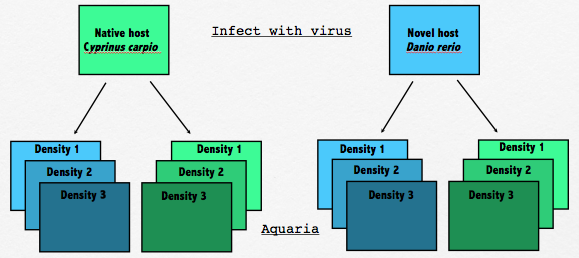 Native host
Cyprinus carpio
Infect with virus
Novel host
Danio rerio
Density 1
Density 2
Density 3
Density 1
Density 2
Density 3
Density 1
Density 2
Density 3
Density 1
Density 2
Density 3
Aquaria